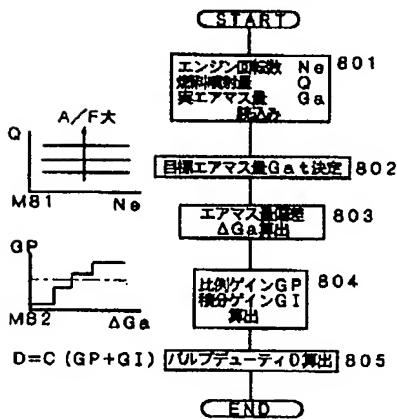 START
エンジン回転数 Ne 801
燃料噴射量 Q
実エアマス量 Ga
読込み
A/F大
Q
M81 Ne
目標エアマス量Gat決定 802
エアマス量偏差 803
ΔGa算出
GP
M82 ΔGa
比例ゲインGP 804
積分ゲインGI
算出
D=C(GP+GI) バルブデューティD算出 805
END